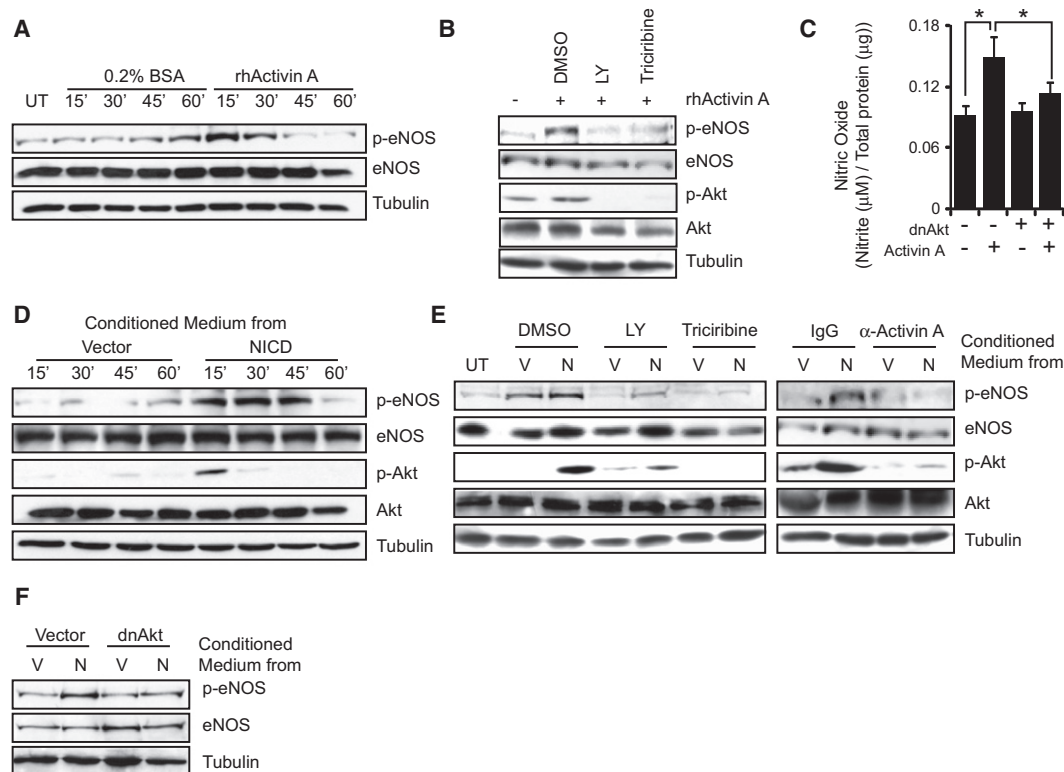 A
0.2% BSA rhActivin A
UT 15' 30' 45' 60' 15' 30' 45' 60'
p-eNOS
eNOS
Tubulin
B
DMSO LY Triciribine
- + + + rhActivin A
p-eNOS
eNOS
p-Akt
Akt
Tubulin
C
* *
0.18
0.12
0.06
0
Nitric Oxide
(Nitrite (µM) / Total protein (µg))
dnAkt - - + +
Activin A - + - +
D
Conditioned Medium from
Vector NICD
15' 30' 45' 60' 15' 30' 45' 60'
p-eNOS
eNOS
p-Akt
Akt
Tubulin
E
DMSO LY Triciribine IgG α-Activin A Conditioned
UT V N V N V N V N V N Medium from
p-eNOS
eNOS
p-Akt
Akt
Tubulin
F
Vector dnAkt Conditioned
V N V N Medium from
p-eNOS
eNOS
Tubulin